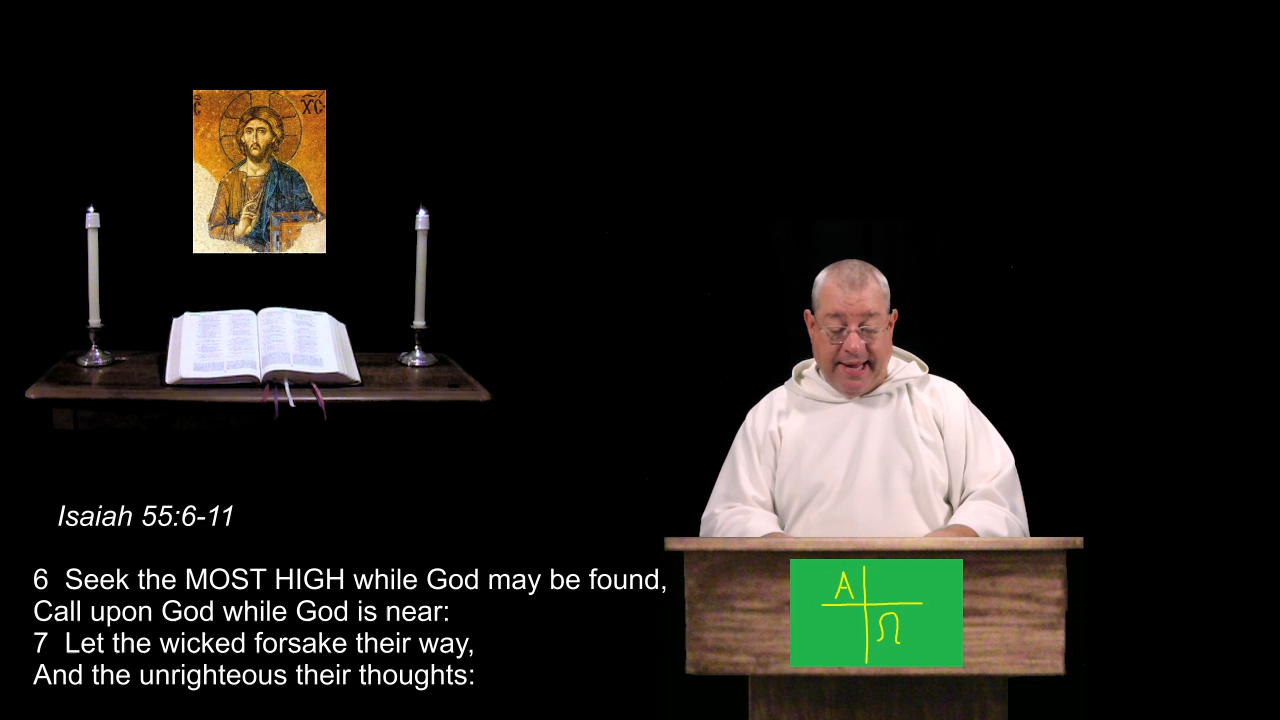 XC
Isaiah 55:6-11
6 Seek the MOST HIGH while God may be found,
Call upon God while God is near:
7 Let the wicked forsake their way,
And the unrighteous their thoughts:
A
Ω